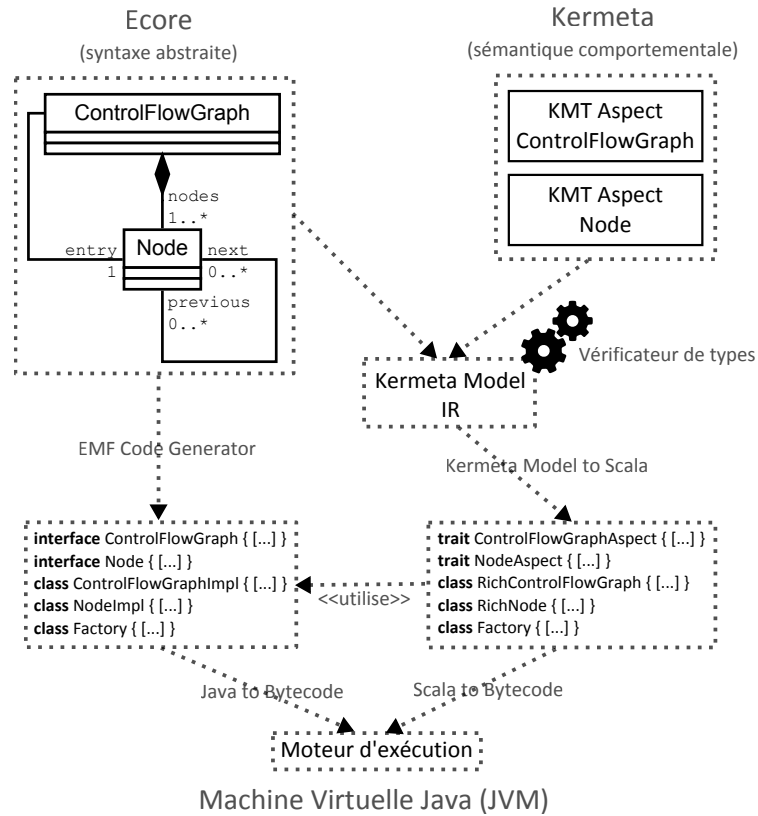 Ecore
(syntaxe abstraite)
Kermeta
(sémantique comportementale)
ControlFlowGraph
nodes
1..*
entry
1
Node
next
0..*
previous
0..*
KMT Aspect
ControlFlowGraph
KMT Aspect
Node
Vérificateur de types
Kermeta Model
IR
EMF Code Generator
Kermeta Model to Scala
interface ControlFlowGraph { [...] }
interface Node { [...] }
class ControlFlowGraphImpl { [...] }
class NodeImpl { [...] }
class Factory { [...] }
<<utilise>>
trait ControlFlowGraphAspect { [...] }
trait NodeAspect { [...] }
class RichControlFlowGraph { [...] }
class RichNode { [...] }
class Factory { [...] }
Java to Bytecode
Scala to Bytecode
Moteur d'exécution
Machine Virtuelle Java (JVM)